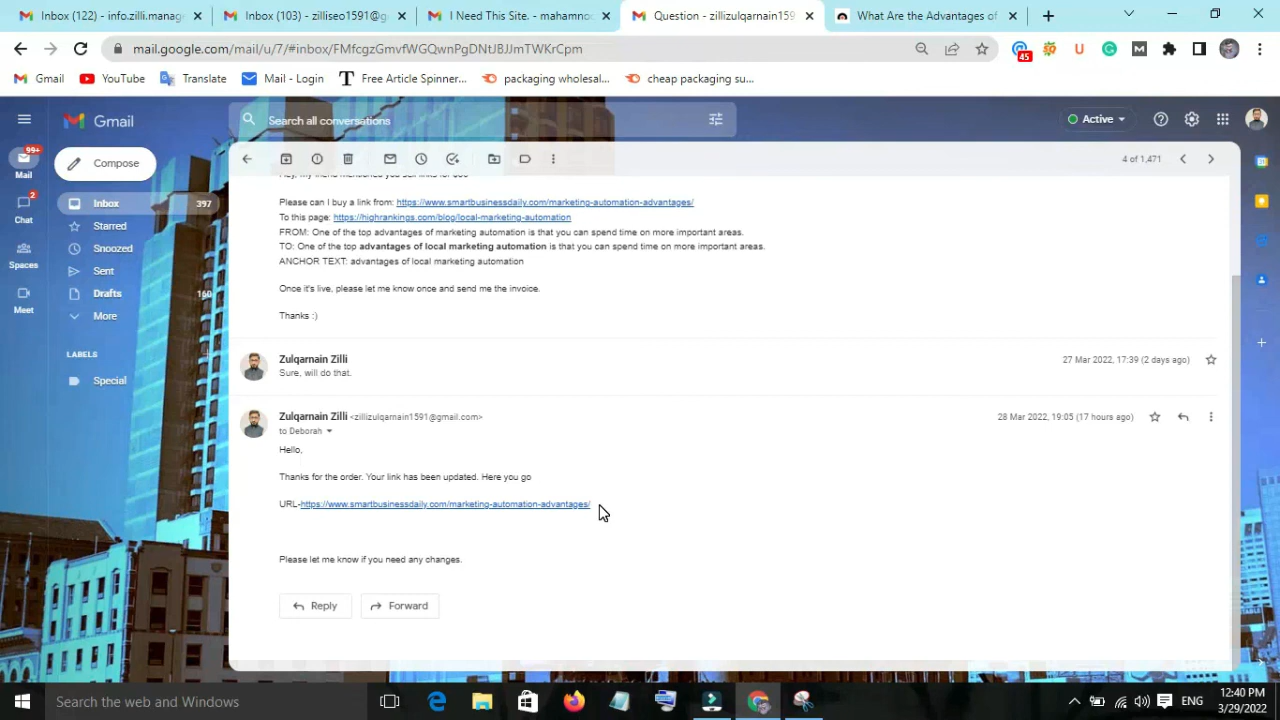 Inbox (122) - zillizulqarnain159
Inbox (103) - zillizulqarnain1591@
I Need This Site. - muhammadn
Question - zillizulqarnain159
What Are the Advantages of
mail.google.com/mail/u/7/#inbox/FMfcgzGmvfWGQwnPgDNtJBJJmTWKrCpm
45
Gmail
YouTube
Translate
Mail - Login
Free Article Spinner...
packaging wholesal...
cheap packaging su...
Gmail
Search all conversations
Active
99+
Mail
Compose
4 of 1,471
2
Chat
Spaces
Meet
Inbox 397
Starred
Snoozed
Sent
Drafts 160
More
LABELS
Special
Please can I buy a link from: https://www.smartbusinessdaily.com/marketing-automation-advantages/
To this page: https://highrankings.com/blog/local-marketing-automation
FROM: One of the top advantages of marketing automation is that you can spend time on more important areas.
TO: One of the top advantages of local marketing automation is that you can spend time on more important areas.
ANCHOR TEXT: advantages of local marketing automation
Once it's live, please let me know once and send me the invoice.
Thanks :)
Zulqarnain Zilli 27 Mar 2022, 17:39 (2 days ago)
Sure, will do that.
Zulqarnain Zilli <zillizulqarnain1591@gmail.com> 28 Mar 2022, 19:05 (17 hours ago)
to Deborah
Hello,
Thanks for the order. Your link has been updated. Here you go
URL-https://www.smartbusinessdaily.com/marketing-automation-advantages/
Please let me know if you need any changes.
Reply
Forward
Search the web and Windows
ENG
12:40 PM
3/29/2022